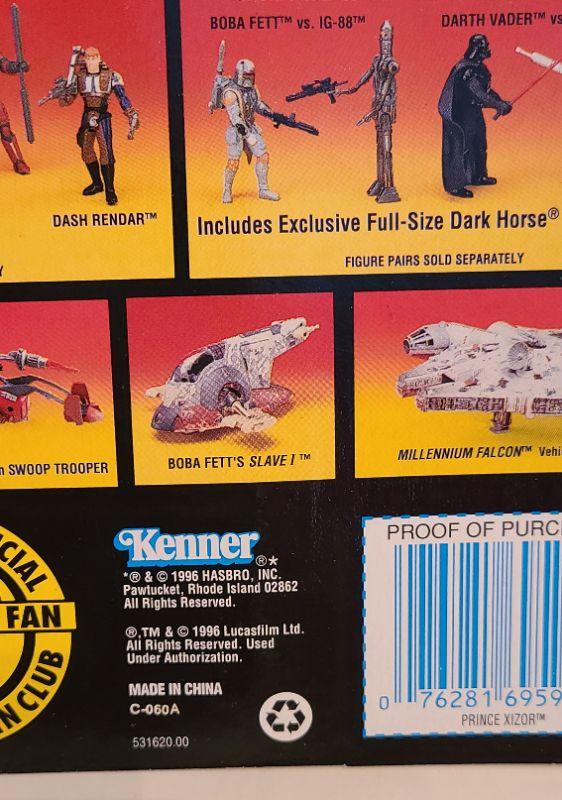 BOBA FETT™ vs. IG-88™
DARTH VADER™ vs
DASH RENDAR™
Includes Exclusive Full-Size Dark Horse®
FIGURE PAIRS SOLD SEPARATELY
Y
n SWOOP TROOPER
BOBA FETT'S SLAVE I ™
MILLENNIUM FALCON™ Vehi
CIAL
FAN
N CLUB
Kenner®*
*® & © 1996 HASBRO, INC.
Pawtucket, Rhode Island 02862
All Rights Reserved.
®,TM & © 1996 Lucasfilm Ltd.
All Rights Reserved. Used
Under Authorization.
MADE IN CHINA
C-060A
531620.00
PROOF OF PURC
0 76281 6959
PRINCE XIZOR™